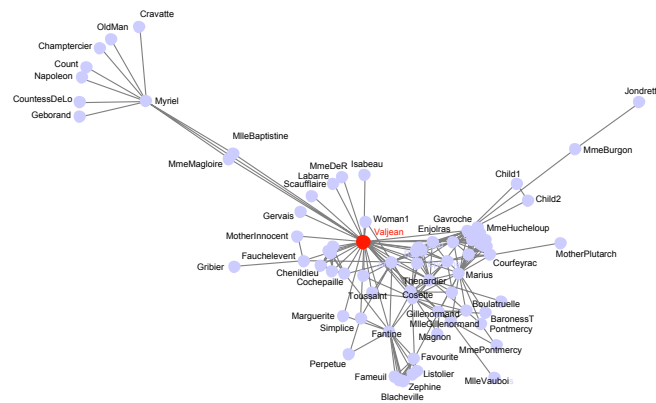 Cravatte
OldMan
Champtercier
Count
Napoleon
CountessDeLo
Geborand
Myriel
Jondrett
MlleBaptistine
MmeMagloire
MmeBurgon
MmeDeR
Isabeau
Labarre
Scaufflaire
Child1
Child2
Gervais
Woman1
Valjean
Gavroche
MmeHucheloup
Enjolras
MotherInnocent
MotherPlutarch
Fauchelevent
Courfeyrac
Gribier
Chenildieu
Cochepaille
Thenardier
Marius
Toussaint
Cosette
Boulatruelle
Marguerite
Gillenormand
BaronessT
MlleGillenormand
Pontmercy
Simplice
Fantine
Magnon
MmePontmercy
Perpetue
Favourite
Fameuil
Listolier
MlleVaubois
Zephine
Blacheville